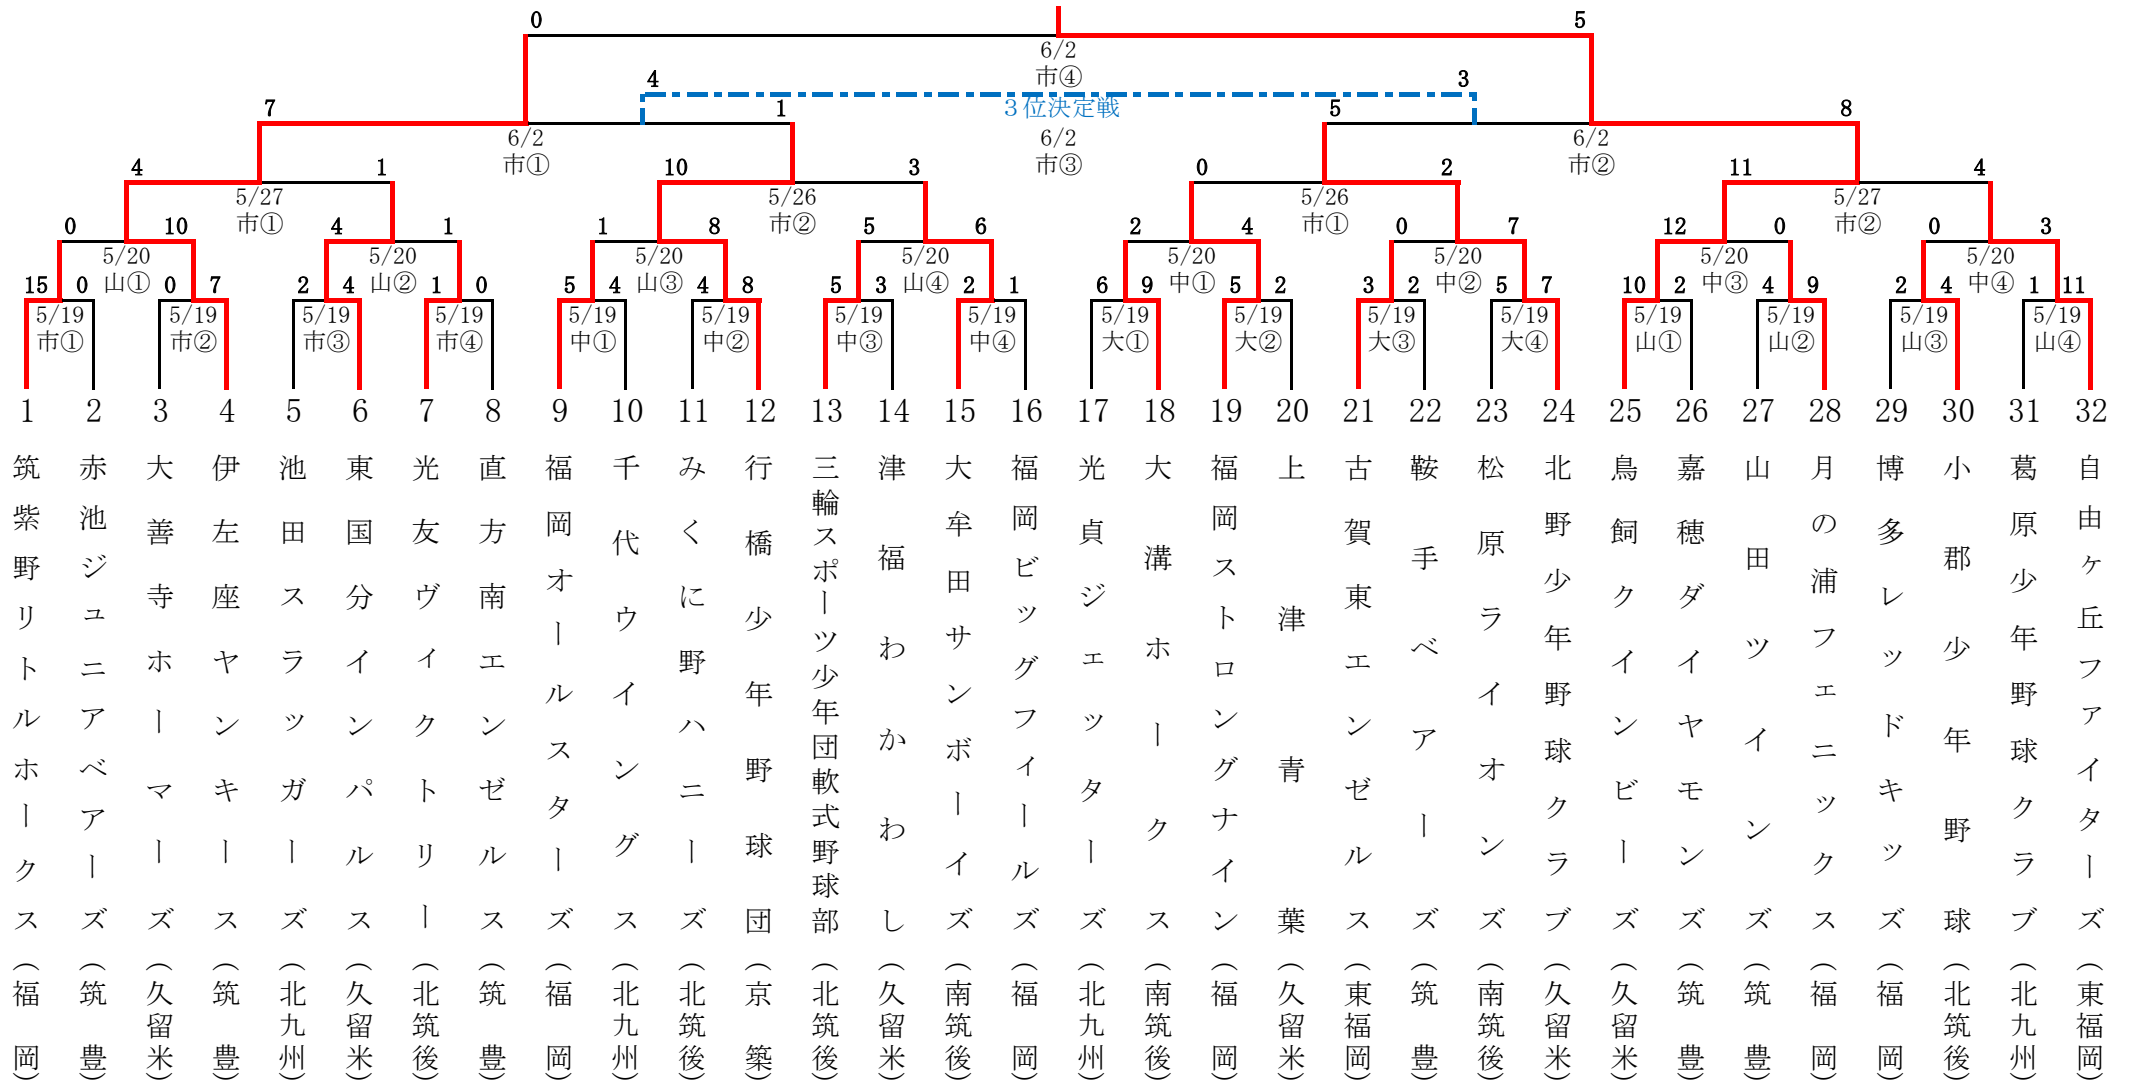 0 5
6/2
市④
4 3
7 1 ３位決定戦 5 8
6/2 6/2 6/2
市① 市③ 市②
4 1 10 3 0 2 11 4
5/27 5/26 5/26 5/27
市① 市② 市① 市②
0 10 4 1 1 8 5 6 2 4 0 7 12 0 0 3
5/20 5/20 5/20 5/20 5/20 5/20 5/20 5/20
山① 山② 山③ 山④ 中① 中② 中③ 中④
15 0 0 7 2 4 1 0 5 4 4 8 5 3 2 1 6 9 5 2 3 2 5 7 10 2 4 9 2 4 1 11
5/19 5/19 5/19 5/19 5/19 5/19 5/19 5/19 5/19 5/19 5/19 5/19 5/19 5/19 5/19 5/19
市① 市② 市③ 市④ 中① 中② 中③ 中④ 大① 大② 大③ 大④ 山① 山② 山③ 山④
1 2 3 4 5 6 7 8 9 10 11 12 13 14 15 16 17 18 19 20 21 22 23 24 25 26 27 28 29 30 31 32
筑紫野リトルホークス（福岡）
赤池ジュニアベアーズ（筑豊）
大善寺ホーマーズ（久留米）
伊左座ヤンキース（筑豊）
池田スラッガーズ（北九州）
東国分インパルス（久留米）
光友ヴィクトリー（北筑後）
直方南エンゼルス（筑豊）
福岡オールスターズ（福岡）
千代ウイングス（北九州）
みくに野ハニーズ（北筑後）
行橋少年野球団（京築）
三輪スポーツ少年団軟式野球部（北筑後）
津福わかわし（久留米）
大牟田サンボーイズ（南筑後）
福岡ビッグフィールズ（福岡）
光貞ジェッターズ（北九州）
大溝ホークス（南筑後）
福岡ストロングナイン（福岡）
上津青葉（久留米）
古賀東エンゼルス（東福岡）
鞍手ベアーズ（筑豊）
松原ライオンズ（南筑後）
北野少年野球クラブ（久留米）
鳥飼クインビーズ（久留米）
嘉穂ダイヤモンズ（筑豊）
山田ツインズ（筑豊）
月の浦フェニックス（福岡）
博多レッドキッズ（福岡）
小郡少年野球（北筑後）
葛原少年野球クラブ（北九州）
自由ヶ丘ファイターズ（東福岡）